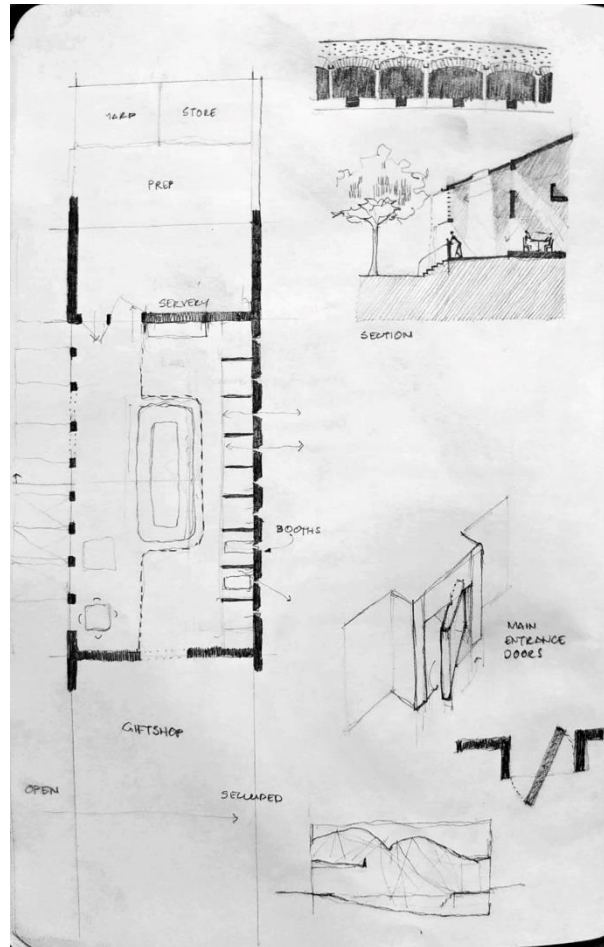 STORE
PREP
SERVERY
SECTION
BOOTHS
MAIN
ENTRANCE
DOORS
GIFTSHOP
OPEN
SECLUDED